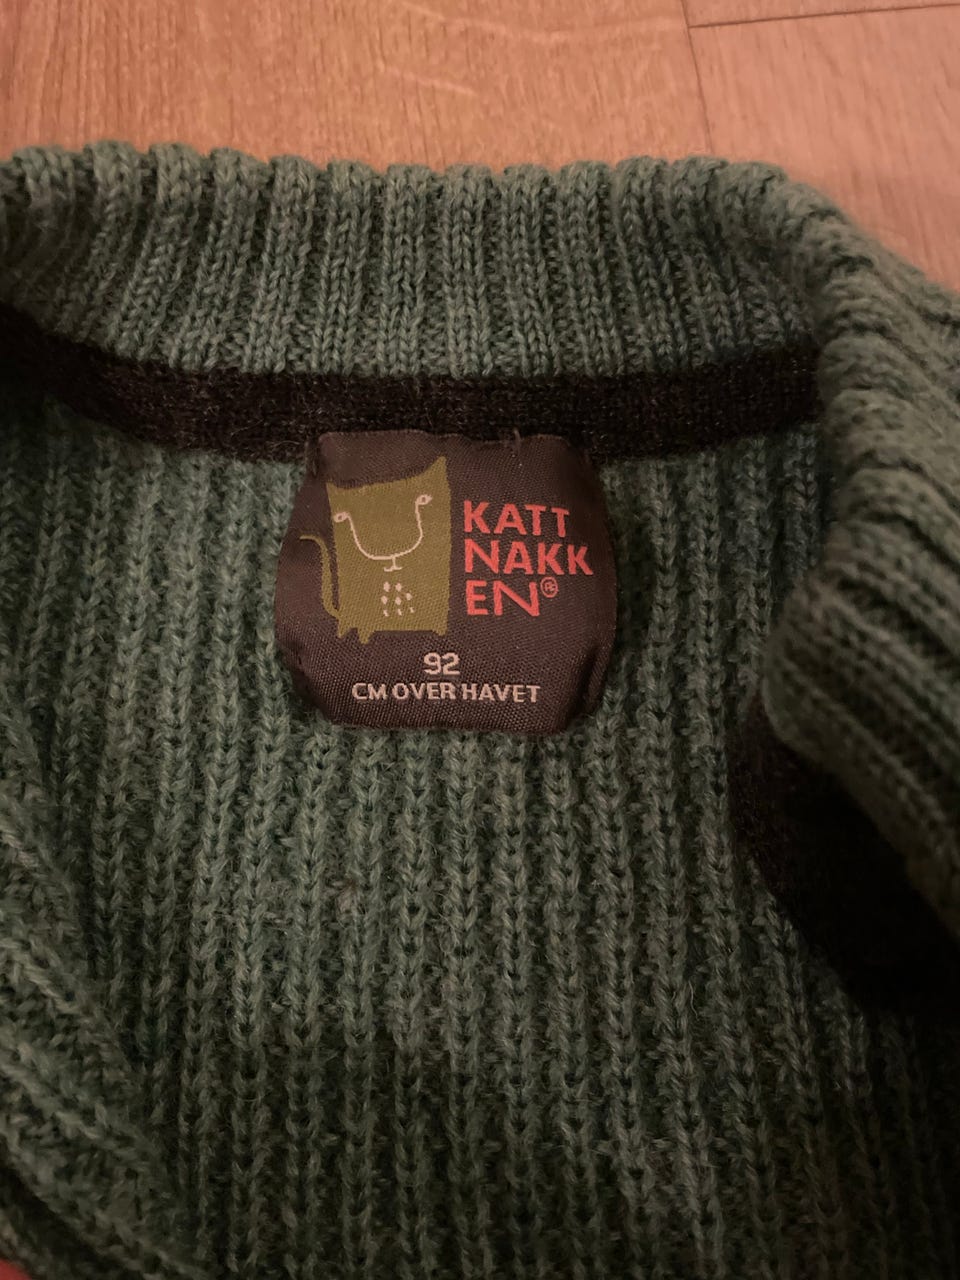 KATT
NAKK
EN®
92
CM OVER HAVET